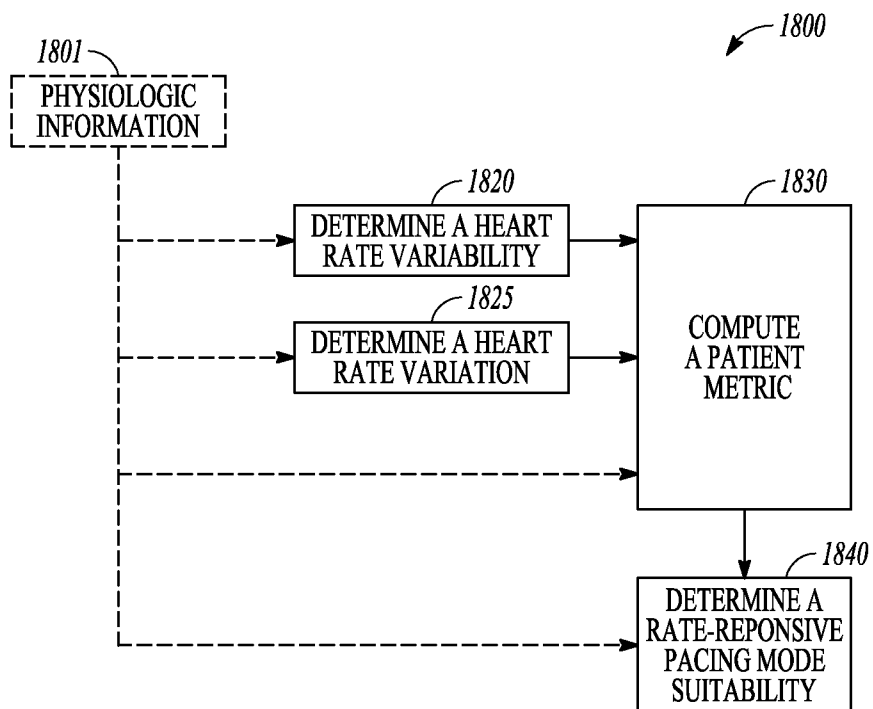 1800
1801
PHYSIOLOGIC
INFORMATION
1820
DETERMINE A HEART
RATE VARIABILITY
1825
DETERMINE A HEART
RATE VARIATION
1830
COMPUTE
A PATIENT
METRIC
1840
DETERMINE A
RATE-REPONSIVE
PACING MODE
SUITABILITY